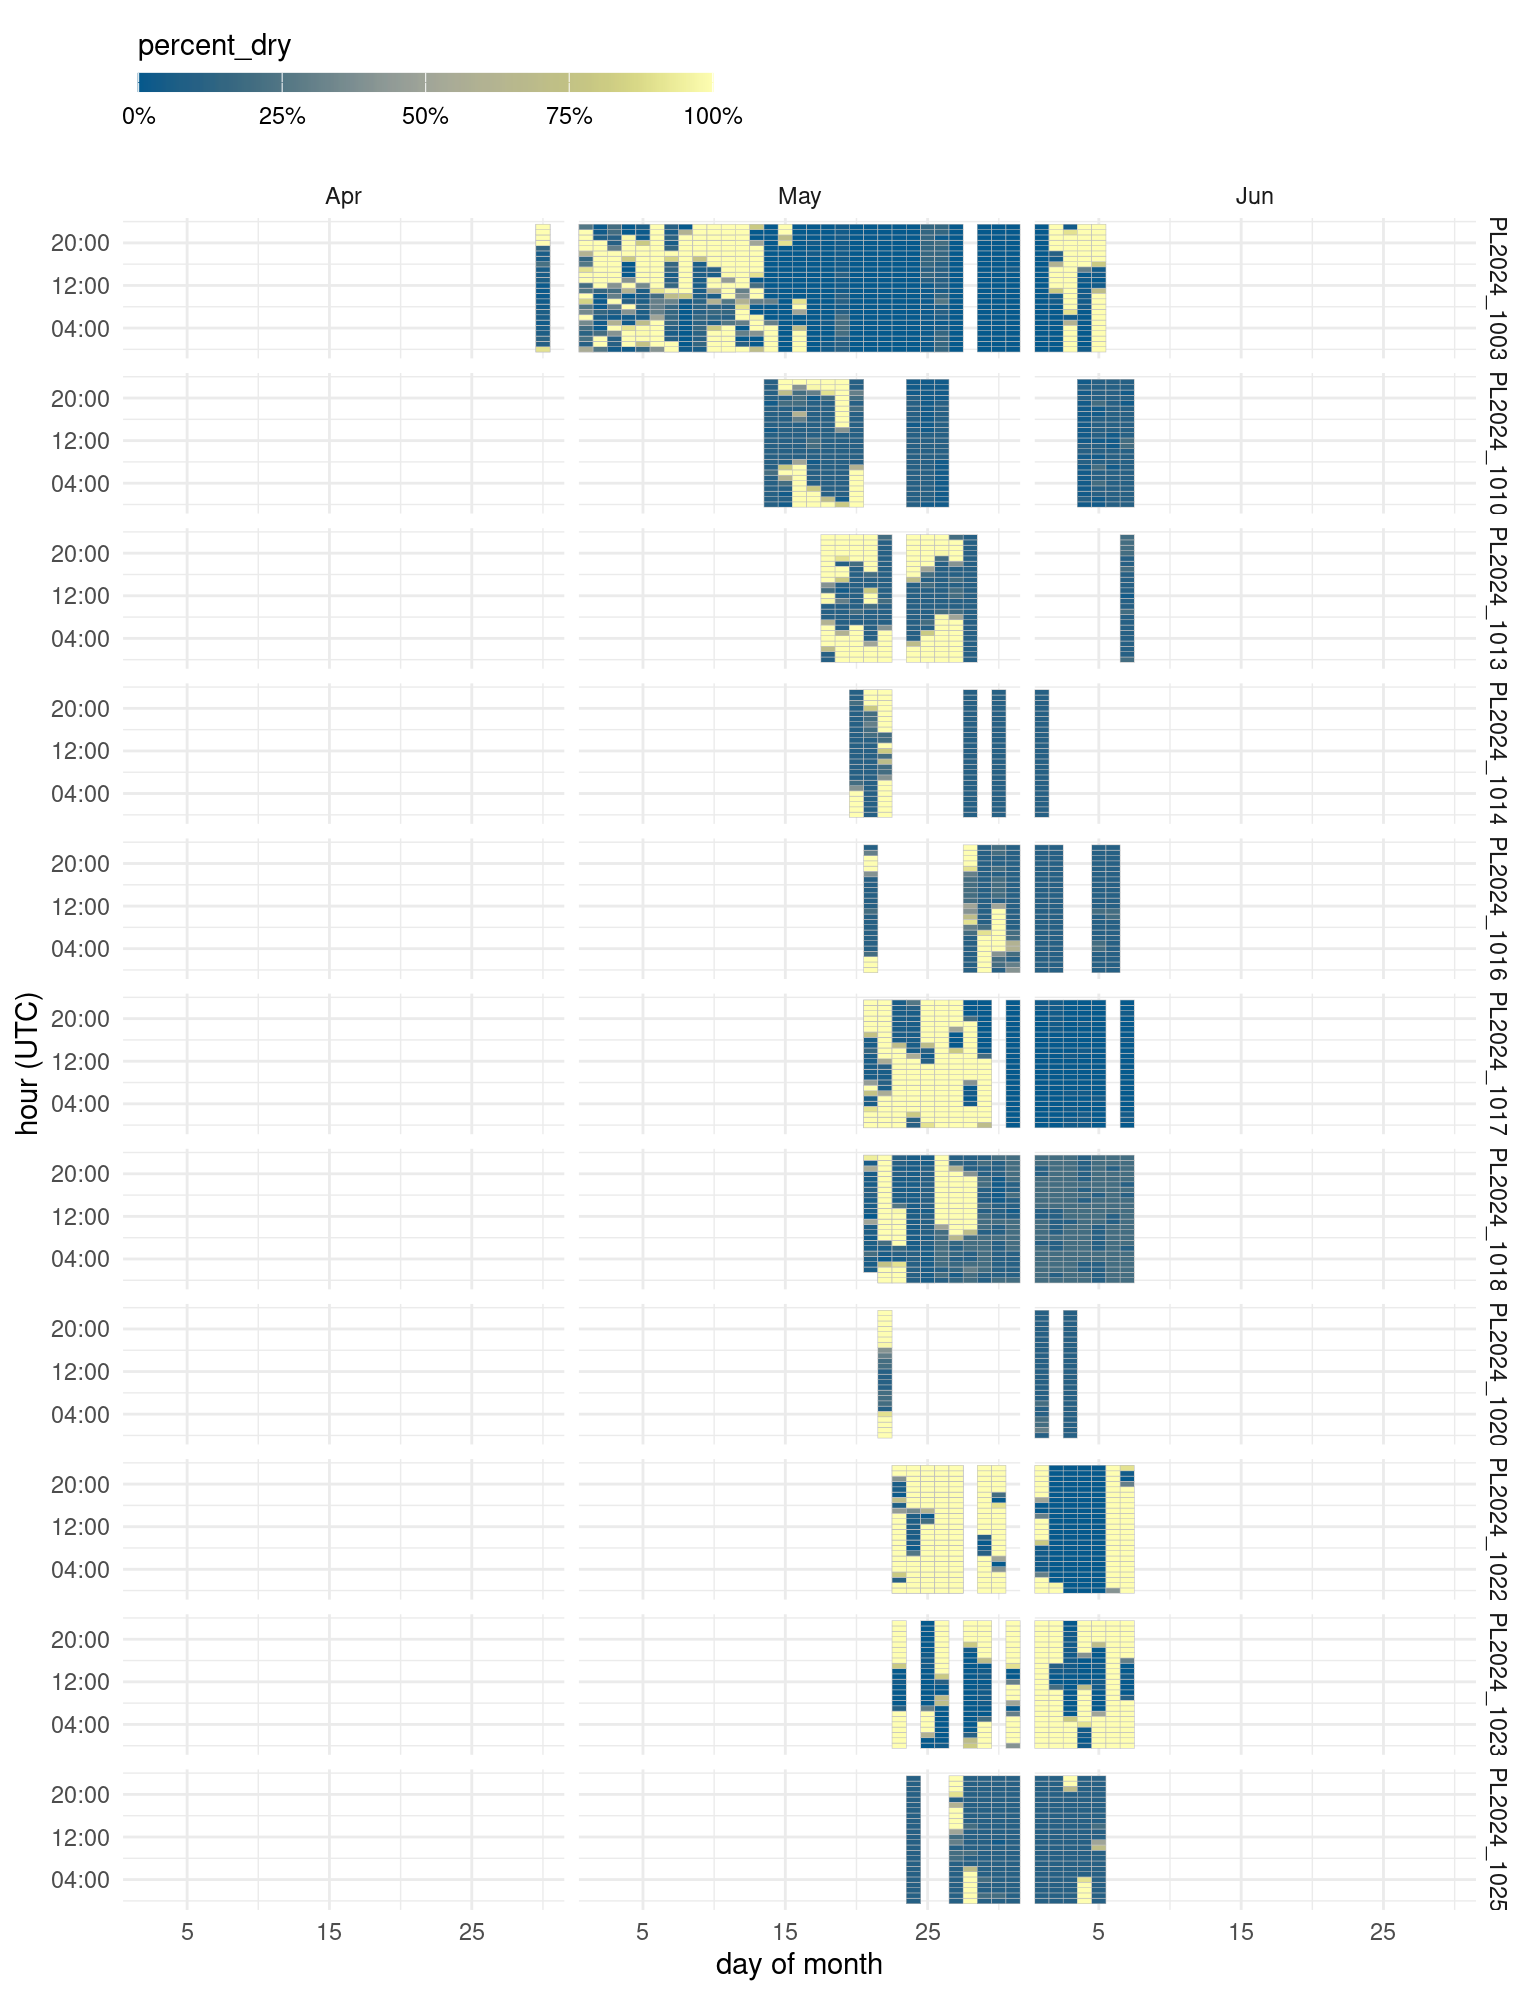 percent_dry
0% 25% 50% 75% 100%
Apr May Jun
20:00
12:00
04:00
PL2024_1003
20:00
12:00
04:00
PL2024_1010
20:00
12:00
04:00
PL2024_1013
20:00
12:00
04:00
PL2024_1014
20:00
12:00
04:00
PL2024_1016
20:00
12:00
04:00
PL2024_1017
20:00
12:00
04:00
PL2024_1018
20:00
12:00
04:00
PL2024_1020
20:00
12:00
04:00
PL2024_1022
20:00
12:00
04:00
PL2024_1023
20:00
12:00
04:00
PL2024_1025
hour (UTC)
5 15 25 5 15 25 5 15 25
day of month